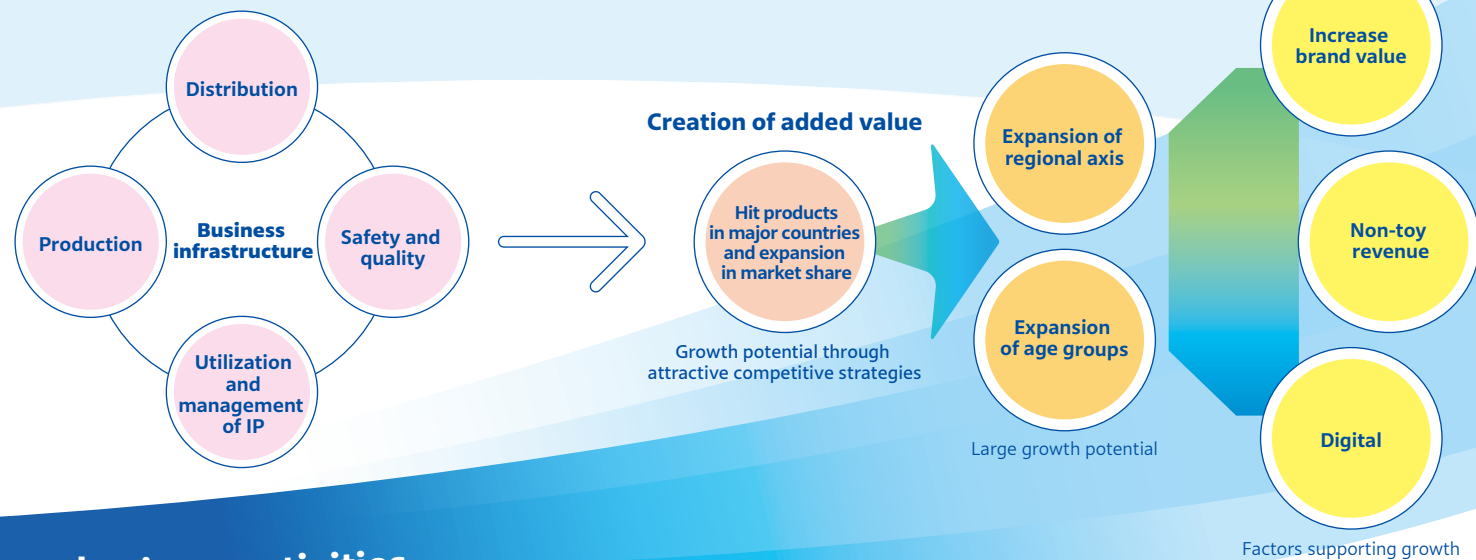 Distribution
Production
Business
infrastructure
Safety and
quality
Utilization
and
management
of IP
Creation of added value
Hit products
in major countries
and expansion
in market share
Growth potential through
attractive competitive strategies
Expansion of
regional axis
Expansion
of age groups
Large growth potential
Increase
brand value
Non-toy
revenue
Digital
Factors supporting growth